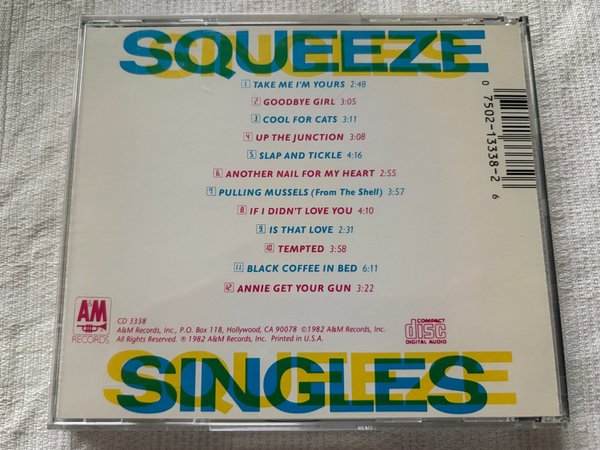 SQUEEZE
SINGLES
1. TAKE ME I'M YOURS 2:48
2. GOODBYE GIRL 3:05
3. COOL FOR CATS 3:11
4. UP THE JUNCTION 3:08
5. SLAP AND TICKLE 4:16
6. ANOTHER NAIL FOR MY HEART 2:55
7. PULLING MUSSELS (From The Shell) 3:57
8. IF I DIDN'T LOVE YOU 4:10
9. IS THAT LOVE 2:31
10. TEMPTED 3:58
11. BLACK COFFEE IN BED 6:11
12. ANNIE GET YOUR GUN 3:22
0 7502-13338-2 6
A&M
RECORDS
CD 3338
A&M Records, Inc., P.O. Box 118, Hollywood, CA 90078 ©1982 A&M Records, Inc.
All Rights Reserved. ℗ 1982 A&M Records, Inc. Printed in U.S.A.
COMPACT
disc
DIGITAL AUDIO
SQUEEZE
SINGLES